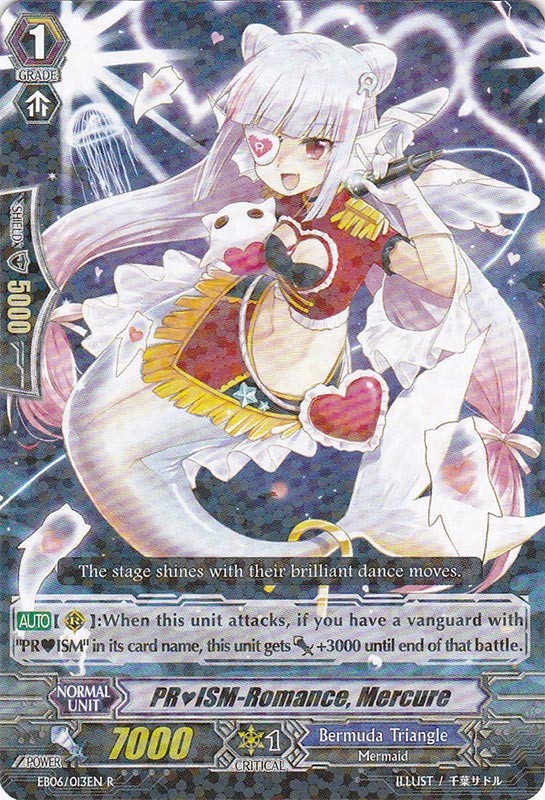 1
GRADE
SHIELD
5000
The stage shines with their brilliant dance moves.
AUTO [ R ]:When this unit attacks, if you have a vanguard with
"PR♥ISM" in its card name, this unit gets +3000 until end of that battle.
NORMAL
UNIT
PR♥ISM-Romance, Mercure
POWER
7000
1
CRITICAL
Bermuda Triangle
Mermaid
EB06/013EN R
ILLUST / 千葉サドル